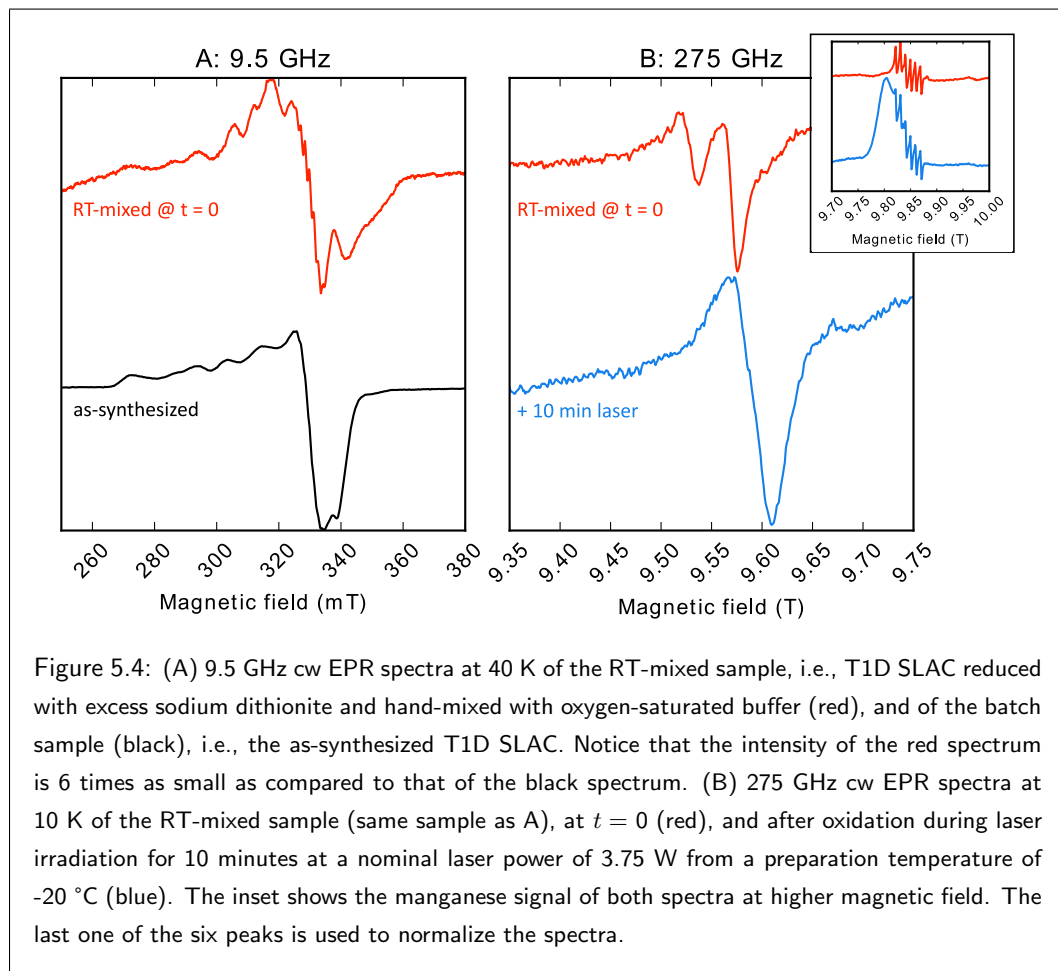 A: 9.5 GHz
RT-mixed @ t = 0
as-synthesized
260 280 300 320 340 360 380
Magnetic field (mT)
B: 275 GHz
RT-mixed @ t = 0
+ 10 min laser
9.35 9.40 9.45 9.50 9.55 9.60 9.65 9.70 9.75
Magnetic field (T)
9.70 9.75 9.80 9.85 9.90 9.95 10.00
Magnetic field (T)
Figure 5.4: (A) 9.5 GHz cw EPR spectra at 40 K of the RT-mixed sample, i.e., T1D SLAC reduced
with excess sodium dithionite and hand-mixed with oxygen-saturated buffer (red), and of the batch
sample (black), i.e., the as-synthesized T1D SLAC. Notice that the intensity of the red spectrum
is 6 times as small as compared to that of the black spectrum. (B) 275 GHz cw EPR spectra at
10 K of the RT-mixed sample (same sample as A), at t = 0 (red), and after oxidation during laser
irradiation for 10 minutes at a nominal laser power of 3.75 W from a preparation temperature of
-20 °C (blue). The inset shows the manganese signal of both spectra at higher magnetic field. The
last one of the six peaks is used to normalize the spectra.